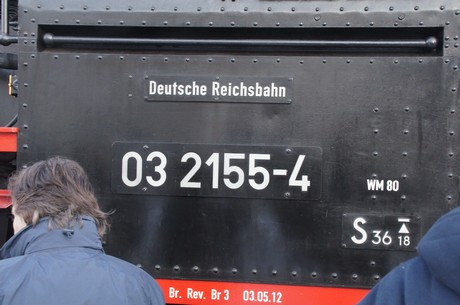 Deutsche Reichsbahn
03 2155-4
WM 80
S 36 18
Br. Rev. Br 3 03.05.12